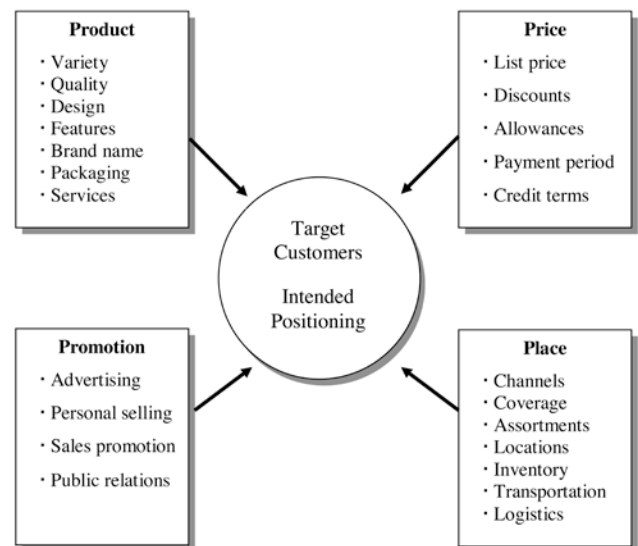 Product
· Variety
· Quality
· Design
· Features
· Brand name
· Packaging
· Services
Price
· List price
· Discounts
· Allowances
· Payment period
· Credit terms
Target
Customers
Intended
Positioning
Promotion
· Advertising
· Personal selling
· Sales promotion
· Public relations
Place
· Channels
· Coverage
· Assortments
· Locations
· Inventory
· Transportation
· Logistics